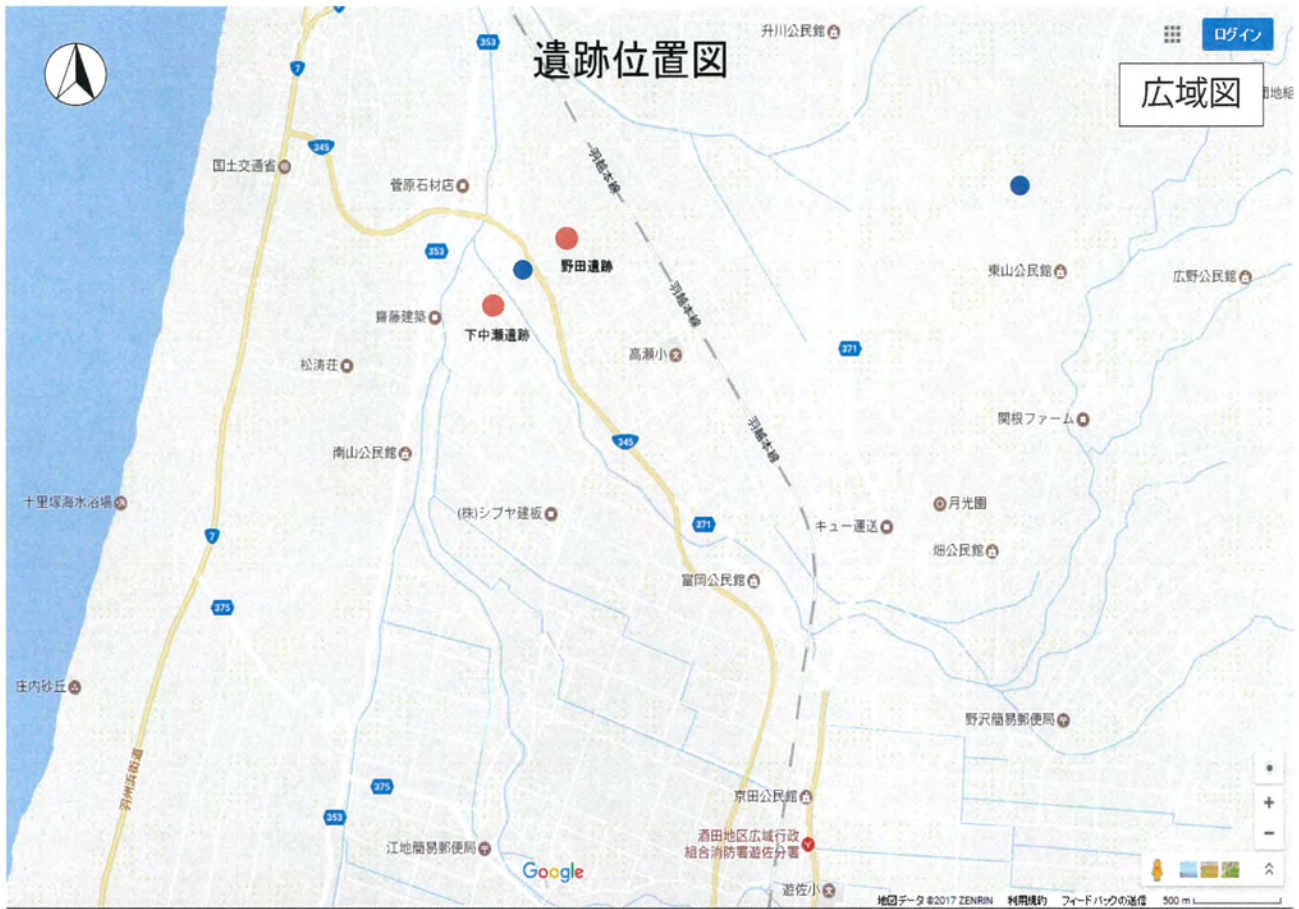 升川公民館
353
ログイン
遺跡位置図
7
広域図
団地組
345
羽越本線
国土交通省
菅原石材店
353
野田遺跡
東山公民館
広野公民館
羽越本線
齋藤建築
下中瀬遺跡
高瀬小
371
松涛荘
関根ファーム
345
羽越本線
南山公民館
十里塚海水浴場
(株)シブヤ建板
月光園
371
キュー運送
7
畑公民館
富岡公民館
375
庄内砂丘
野沢簡易郵便局
羽州浜街道
375
京田公民館
353
酒田地区広域行政
組合消防署遊佐分署
江地簡易郵便局
Google
遊佐小
地図データ ©2017 ZENRIN 利用規約 フィードバックの送信 500 m